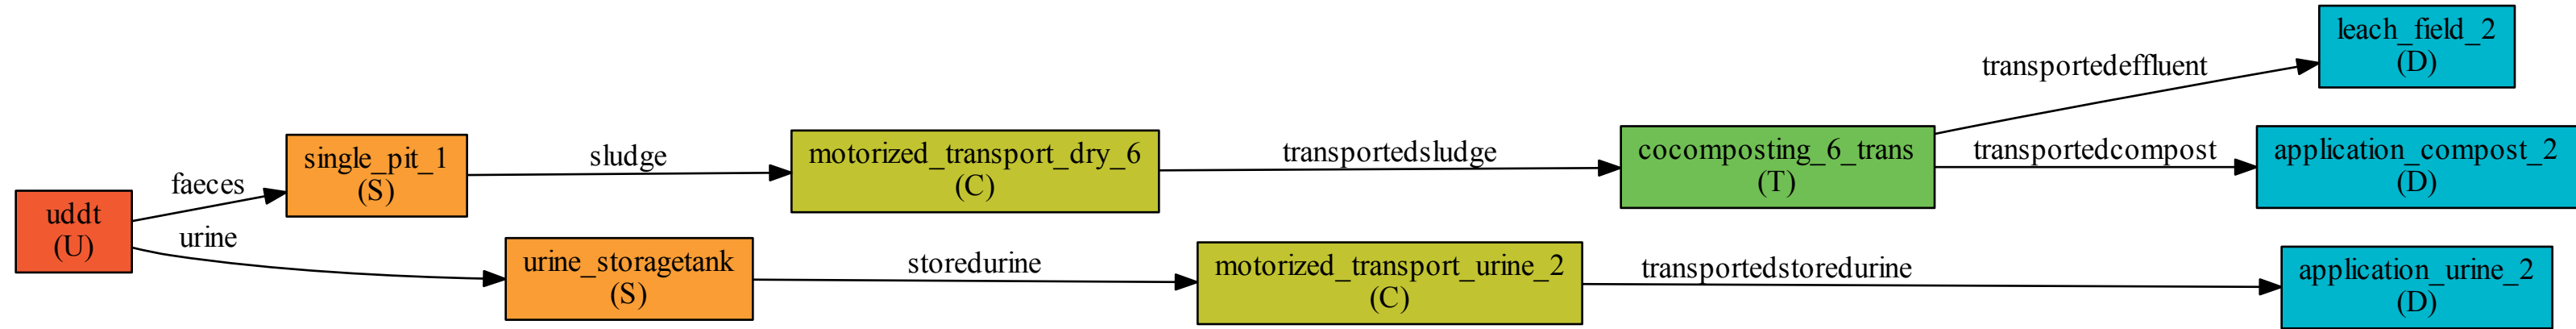 leach_field_2
(D)
transportedeffluent
single_pit_1
(S)
sludge
motorized_transport_dry_6
(C)
transportedsludge
cocomposting_6_trans
(T)
transportedcompost
application_compost_2
(D)
faeces
uddt
(U)
urine
urine_storagetank
(S)
storedurine
motorized_transport_urine_2
(C)
transportedstoredurine
application_urine_2
(D)